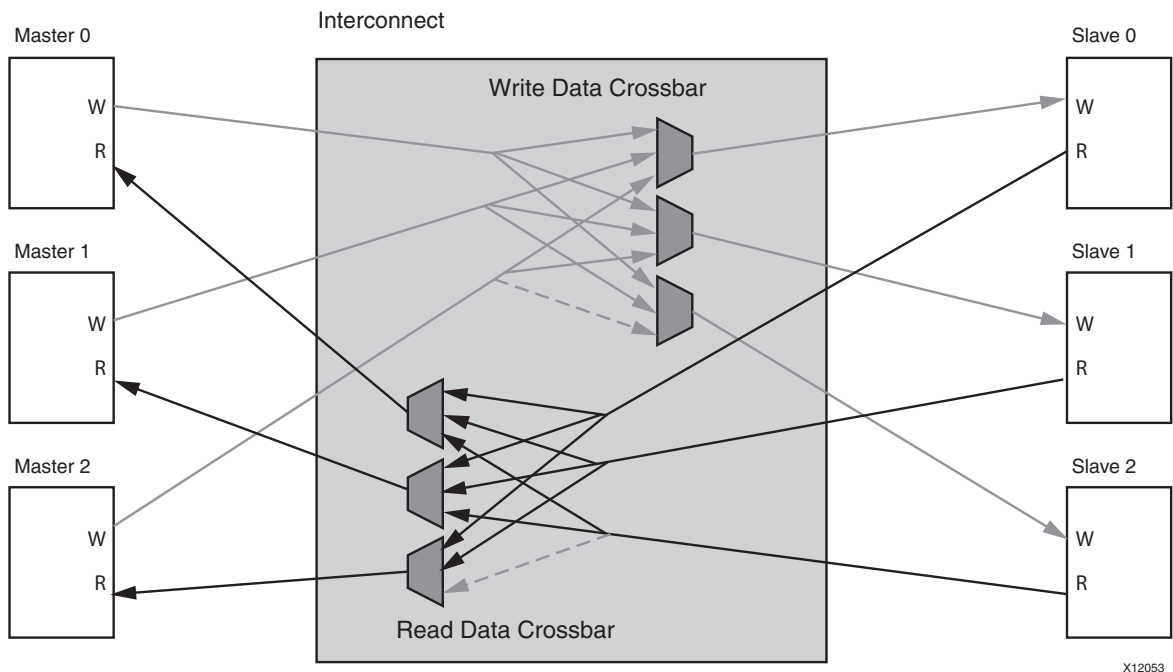 Interconnect
Master 0
Slave 0
Write Data Crossbar
W
R
W
R
Master 1
Slave 1
W
R
W
R
Master 2
Slave 2
W
R
W
R
Read Data Crossbar
X12053